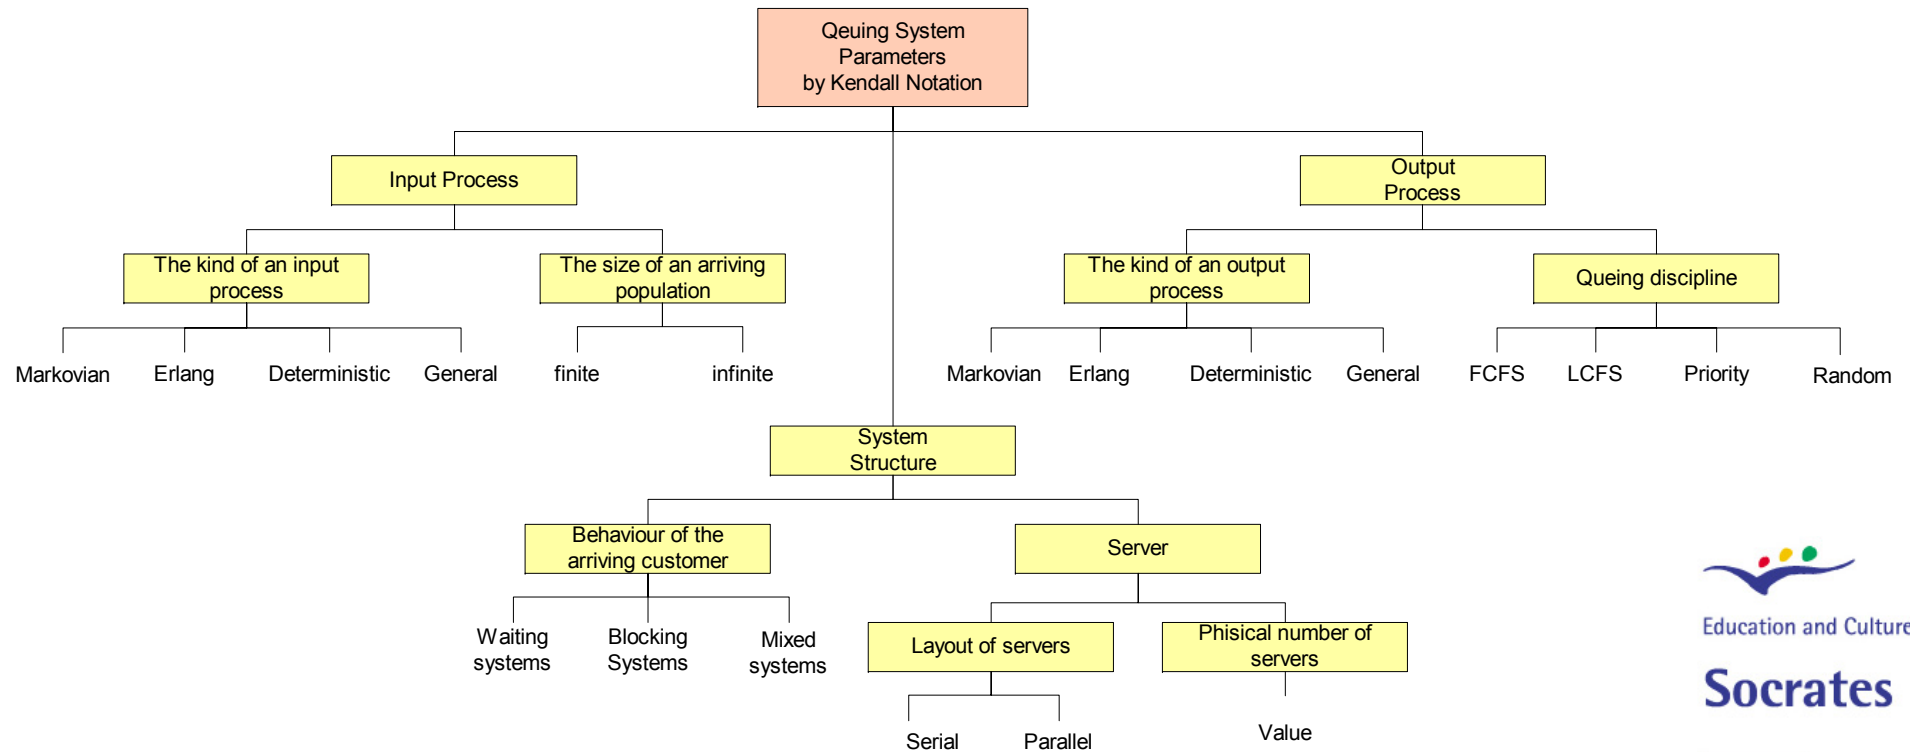 Qeuing System
Parameters
by Kendall Notation
Input Process
Output
Process
The kind of an input
process
The size of an arriving
population
The kind of an output
process
Queing discipline
Markovian
Erlang
Deterministic
General
finite
infinite
Markovian
Erlang
Deterministic
General
FCFS
LCFS
Priority
Random
System
Structure
Behaviour of the
arriving customer
Server
Waiting
systems
Blocking
Systems
Mixed
systems
Layout of servers
Phisical number of
servers
Serial
Parallel
Value
Education and Culture
Socrates